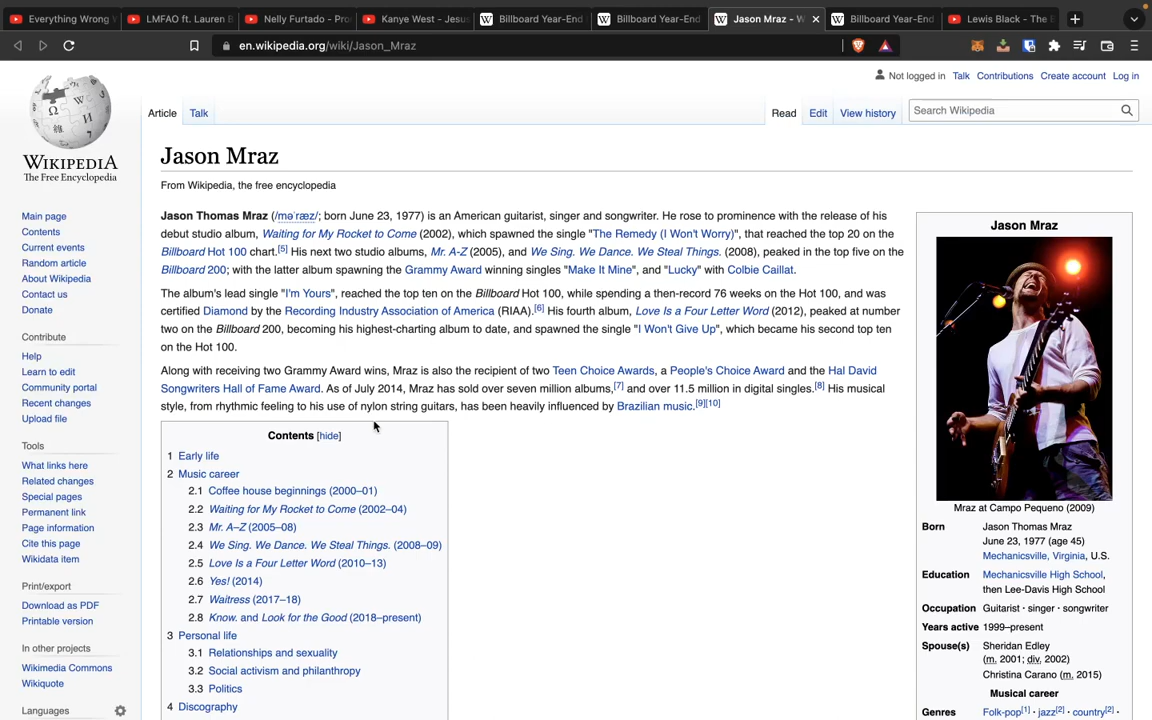 Everything Wrong
LMFAO ft. Lauren B
Nelly Furtado - Pro
Kanye West - Jesus
Billboard Year-End
Billboard Year-End
Jason Mraz - W
Billboard Year-End
Lewis Black - The
en.wikipedia.org/wiki/Jason_Mraz
Not logged in Talk Contributions Create account Log in
Article Talk
Read Edit View history
Search Wikipedia
WIKIPEDIA
The Free Encyclopedia
Main page
Contents
Current events
Random article
About Wikipedia
Contact us
Donate
Contribute
Help
Learn to edit
Community portal
Recent changes
Upload file
Tools
What links here
Related changes
Special pages
Permanent link
Page information
Cite this page
Wikidata item
Print/export
Download as PDF
Printable version
In other projects
Wikimedia Commons
Wikiquote
Languages
Jason Mraz
From Wikipedia, the free encyclopedia
Jason Thomas Mraz (/məˈræz/; born June 23, 1977) is an American guitarist, singer and songwriter. He rose to prominence with the release of his
debut studio album, Waiting for My Rocket to Come (2002), which spawned the single "The Remedy (I Won't Worry)", that reached the top 20 on the
Billboard Hot 100 chart.[5] His next two studio albums, Mr. A-Z (2005), and We Sing. We Dance. We Steal Things. (2008), peaked in the top five on the
Billboard 200; with the latter album spawning the Grammy Award winning singles "Make It Mine", and "Lucky" with Colbie Caillat.
The album's lead single "I'm Yours", reached the top ten on the Billboard Hot 100, while spending a then-record 76 weeks on the Hot 100, and was
certified Diamond by the Recording Industry Association of America (RIAA).[6] His fourth album, Love Is a Four Letter Word (2012), peaked at number
two on the Billboard 200, becoming his highest-charting album to date, and spawned the single "I Won't Give Up", which became his second top ten
on the Hot 100.
Along with receiving two Grammy Award wins, Mraz is also the recipient of two Teen Choice Awards, a People's Choice Award and the Hal David
Songwriters Hall of Fame Award. As of July 2014, Mraz has sold over seven million albums,[7] and over 11.5 million in digital singles.[8] His musical
style, from rhythmic feeling to his use of nylon string guitars, has been heavily influenced by Brazilian music.[9][10]
Contents [hide]
1 Early life
2 Music career
2.1 Coffee house beginnings (2000–01)
2.2 Waiting for My Rocket to Come (2002–04)
2.3 Mr. A–Z (2005–08)
2.4 We Sing. We Dance. We Steal Things. (2008–09)
2.5 Love Is a Four Letter Word (2010–13)
2.6 Yes! (2014)
2.7 Waitress (2017–18)
2.8 Know. and Look for the Good (2018–present)
3 Personal life
3.1 Relationships and sexuality
3.2 Social activism and philanthropy
3.3 Politics
4 Discography
Jason Mraz
Mraz at Campo Pequeno (2009)
Born Jason Thomas Mraz
June 23, 1977 (age 45)
Mechanicsville, Virginia, U.S.
Education Mechanicsville High School,
then Lee-Davis High School
Occupation Guitarist · singer · songwriter
Years active 1999–present
Spouse(s) Sheridan Edley
(m. 2001; div. 2002)
Christina Carano (m. 2015)
Musical career
Genres Folk-pop[1] · jazz[2] · country[2] ·